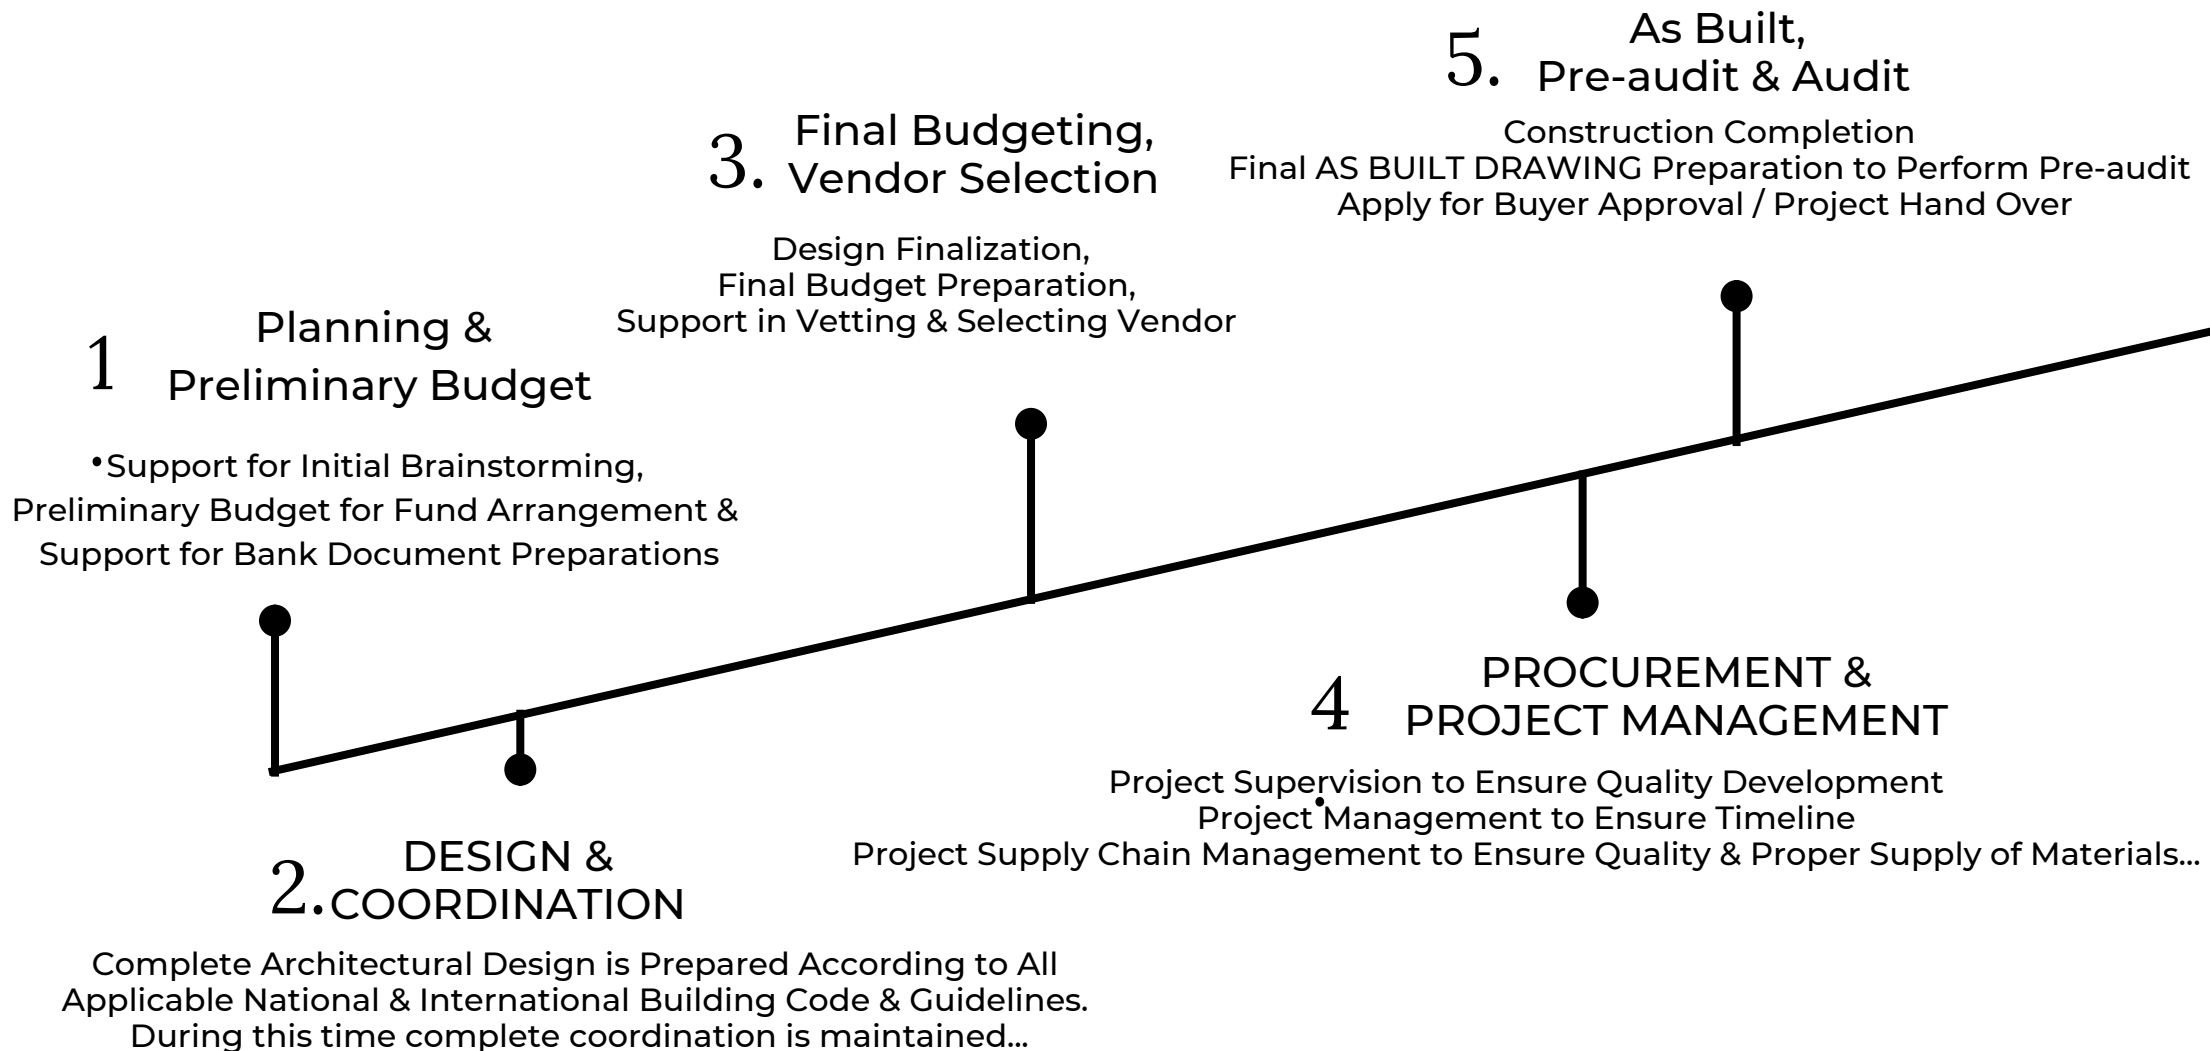 1
Planning &
Preliminary Budget
•Support for Initial Brainstorming,
Preliminary Budget for Fund Arrangement &
Support for Bank Document Preparations
2.
DESIGN &
COORDINATION
Complete Architectural Design is Prepared According to All
Applicable National & International Building Code & Guidelines.
During this time complete coordination is maintained...
3.
Final Budgeting,
Vendor Selection
Design Finalization,
Final Budget Preparation,
Support in Vetting & Selecting Vendor
4
PROCUREMENT &
PROJECT MANAGEMENT
Project Supervision to Ensure Quality Development
Project Management to Ensure Timeline
Project Supply Chain Management to Ensure Quality & Proper Supply of Materials...
5.
As Built,
Pre-audit & Audit
Construction Completion
Final AS BUILT DRAWING Preparation to Perform Pre-audit
Apply for Buyer Approval / Project Hand Over